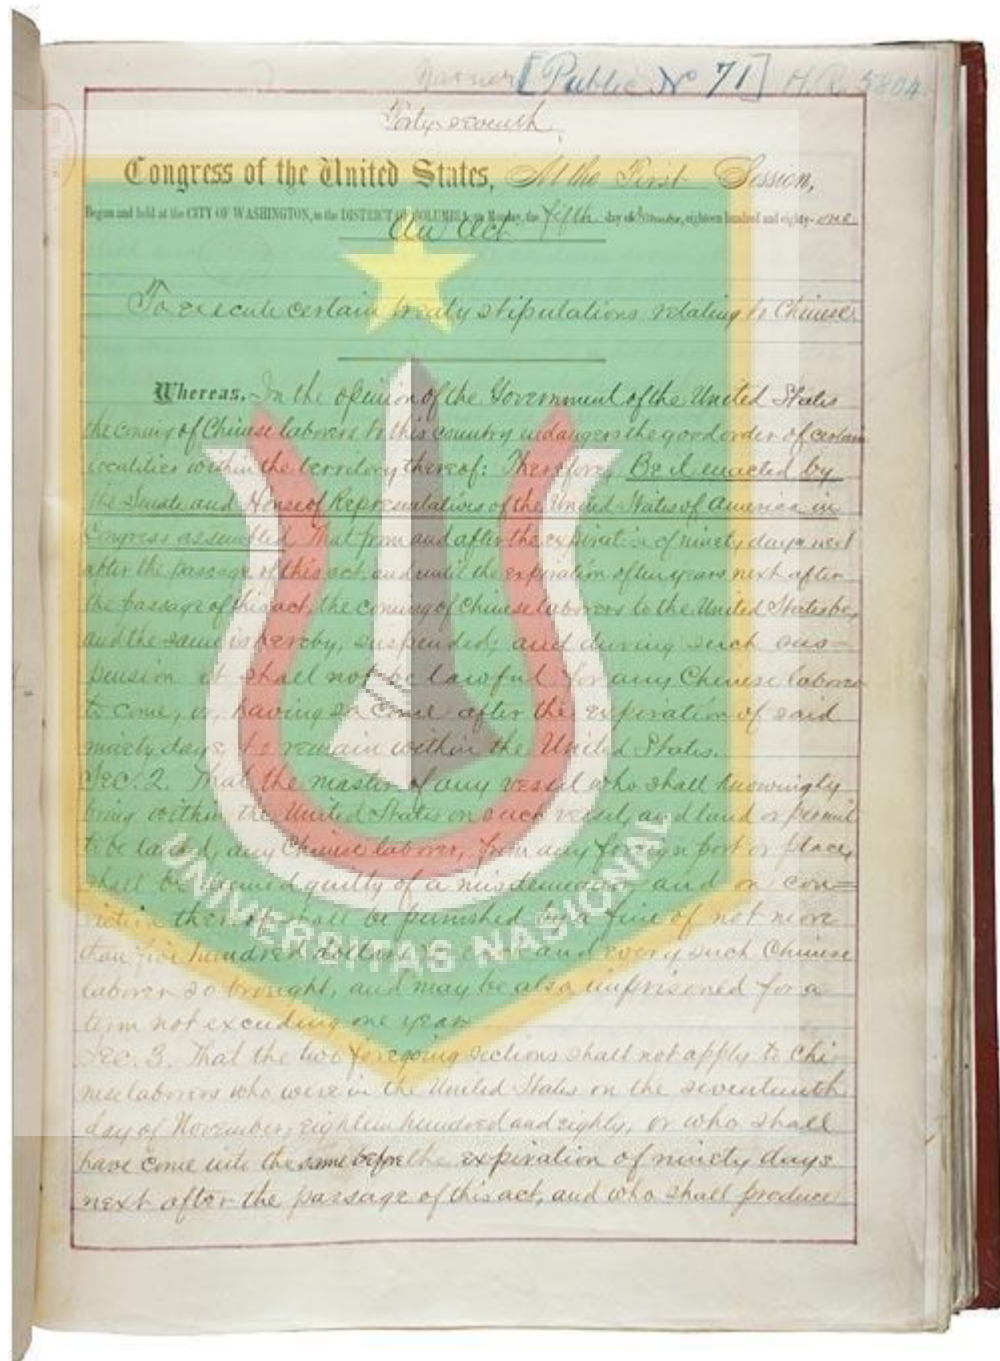 [Public No 71] H.R. 5804.
Forty-seventh
Congress of the United States, At the First Session,
Begun and held at the CITY OF WASHINGTON, in the DISTRICT OF COLUMBIA, on Monday, the fifth day of December, eighteen hundred and eighty-one
An Act
To execute certain treaty stipulations relating to Chinese.
Whereas, In the opinion of the Government of the United States
the coming of Chinese laborers to this country endangers the good order of certain
localities within the territory thereof: Therefore, Be it enacted by
the Senate and House of Representatives of the United States of America in
Congress assembled, That from and after the expiration of ninety days next
after the passage of this act, and until the expiration of ten years next after
the passage of this act, the coming of Chinese laborers to the United States be,
and the same is hereby, suspended; and during such sus=
pension it shall not be lawful for any Chinese laborer
to come, or, having so come after the expiration of said
ninety days, to remain within the United States.
Sec. 2. That the master of any vessel who shall knowingly
bring within the United States on such vessel, and land or permit
to be landed, any Chinese laborer, from any foreign port or place,
shall be deemed guilty of a misdemeanor, and on con=
viction thereof shall be punished by a fine of not more
than five hundred dollars for each and every such Chinese
laborer so brought, and may be also imprisoned for a
term not exceeding one year.
Sec. 3. That the two foregoing sections shall not apply to Chi
nese laborers who were in the United States on the seventeenth
day of November, eighteen hundred and eighty, or who shall
have come into the same before the expiration of ninety days
next after the passage of this act, and who shall produce
UNIVERSITAS NASIONAL